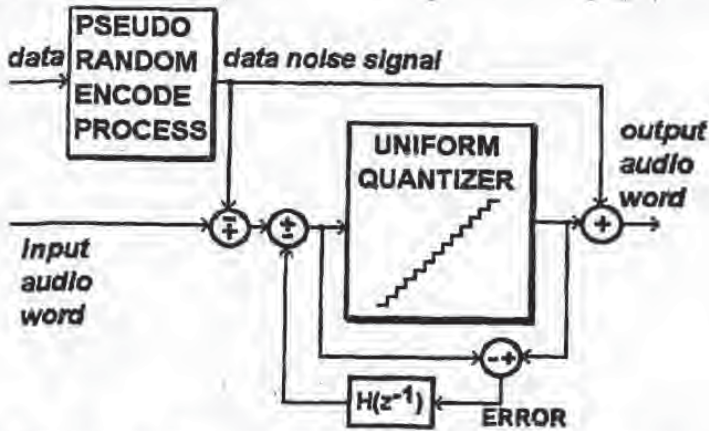 PSEUDO
RANDOM
ENCODE
PROCESS
data
data noise signal
UNIFORM
QUANTIZER
output
audio
word
Input
audio
word
- +
+ -
+
- +
H(z⁻¹)
ERROR